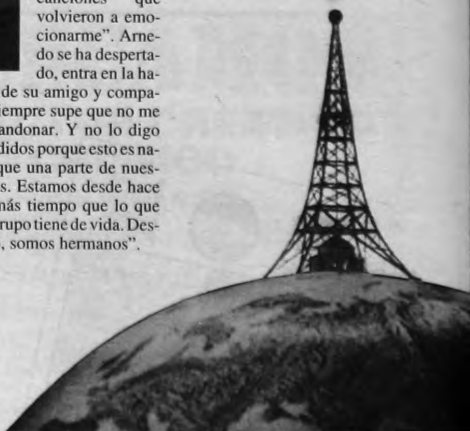 canciones que
volvieron a emo-
cionarme". Arne-
do se ha desperta-
do, entra en la ha-
de su amigo y compa-
iempre supe que no me
andonar. Y no lo digo
didos porque esto es na-
que una parte de nues-
s. Estamos desde hace
más tiempo que lo que
rupo tiene de vida. Des-
, somos hermanos".